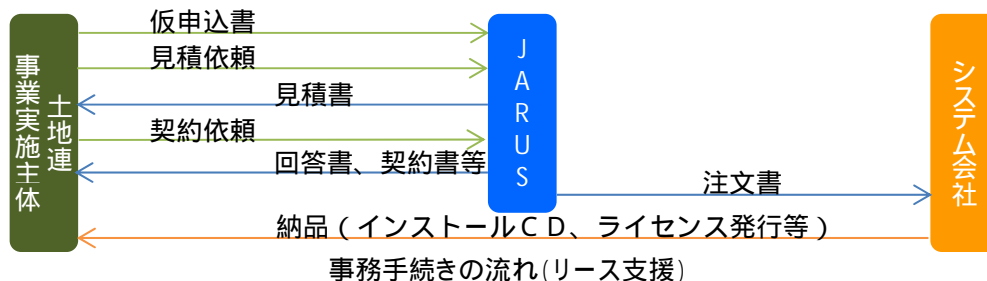 事業実施主体
土地連
仮申込書
見積依頼
見積書
契約依頼
回答書、契約書等
JARUS
注文書
システム会社
納品(インストールCD、ライセンス発行等)
事務手続きの流れ(リース支援)